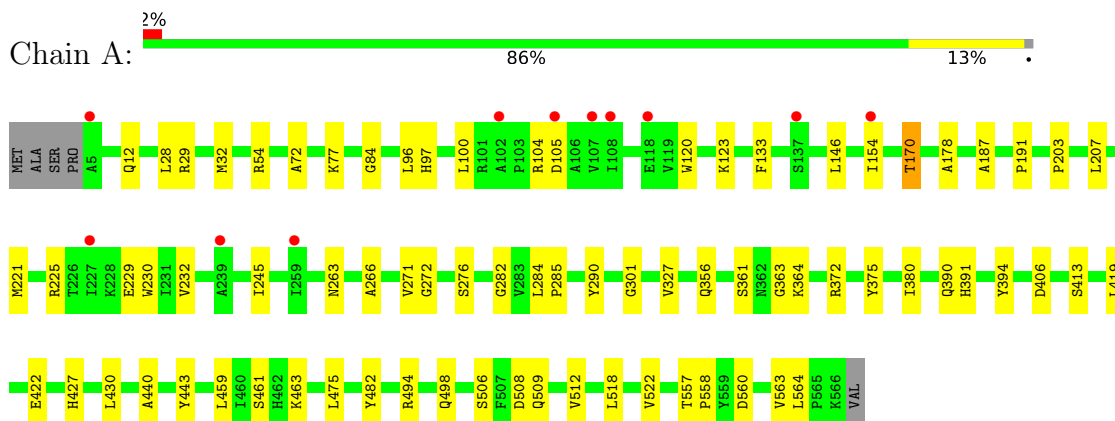 2%
Chain A:
86% 13% •
MET ALA SER PRO A5 Q12 L28 R29 M32 R54 A72 K77 G84 L96 H97 L100 R101 A102 P103 R104 D105 A106 V107 I108 E118 V119 W120 K123 F133 S137 L146 I154 T170 A178 A187 P191 P203 L207
M221 R225 T226 I227 K228 E229 W230 I231 V232 A239 I245 I259 N263 A266 V271 G272 S276 G282 V283 L284 P285 Y290 G301 V327 Q356 S361 N362 G363 K364 R372 Y375 I380 Q390 H391 Y394 D406 S413
E422 H427 L430 A440 Y443 L459 I460 S461 H462 K463 L475 Y482 R494 Q498 S506 F507 D508 Q509 V512 L518 V522 T557 P558 Y559 D560 V563 L564 P565 K566 VAL